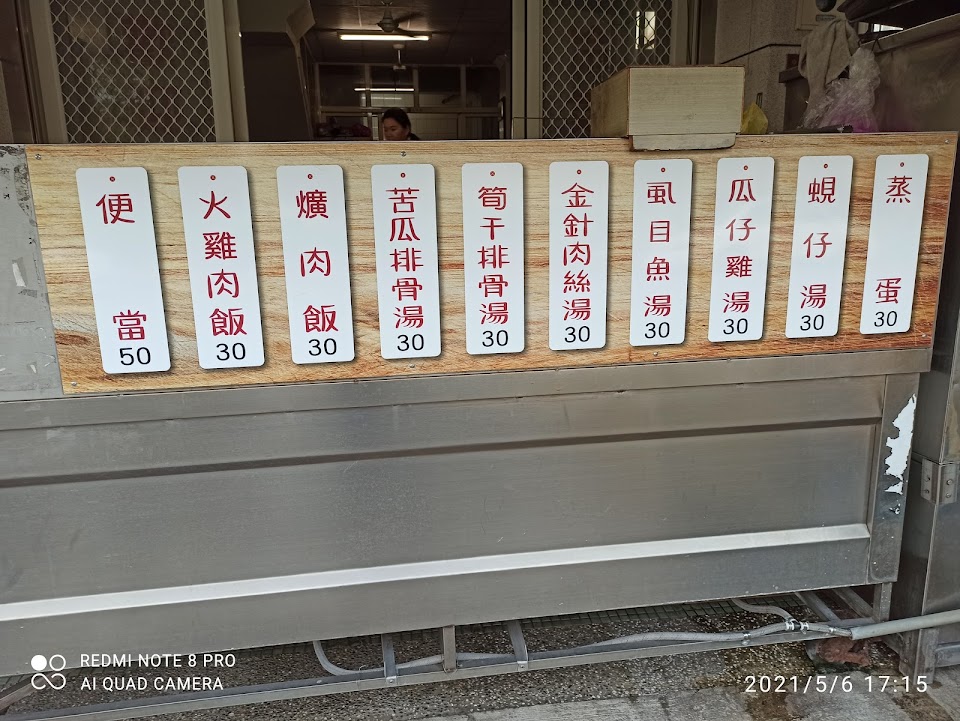 便當
50
火雞肉飯
30
爌肉飯
30
苦瓜排骨湯
30
筍干排骨湯
30
金針肉絲湯
30
虱目魚湯
30
瓜仔雞湯
30
蜆仔湯
30
蒸蛋
30
REDMI NOTE 8 PRO
AI QUAD CAMERA
2021/5/6 17:15